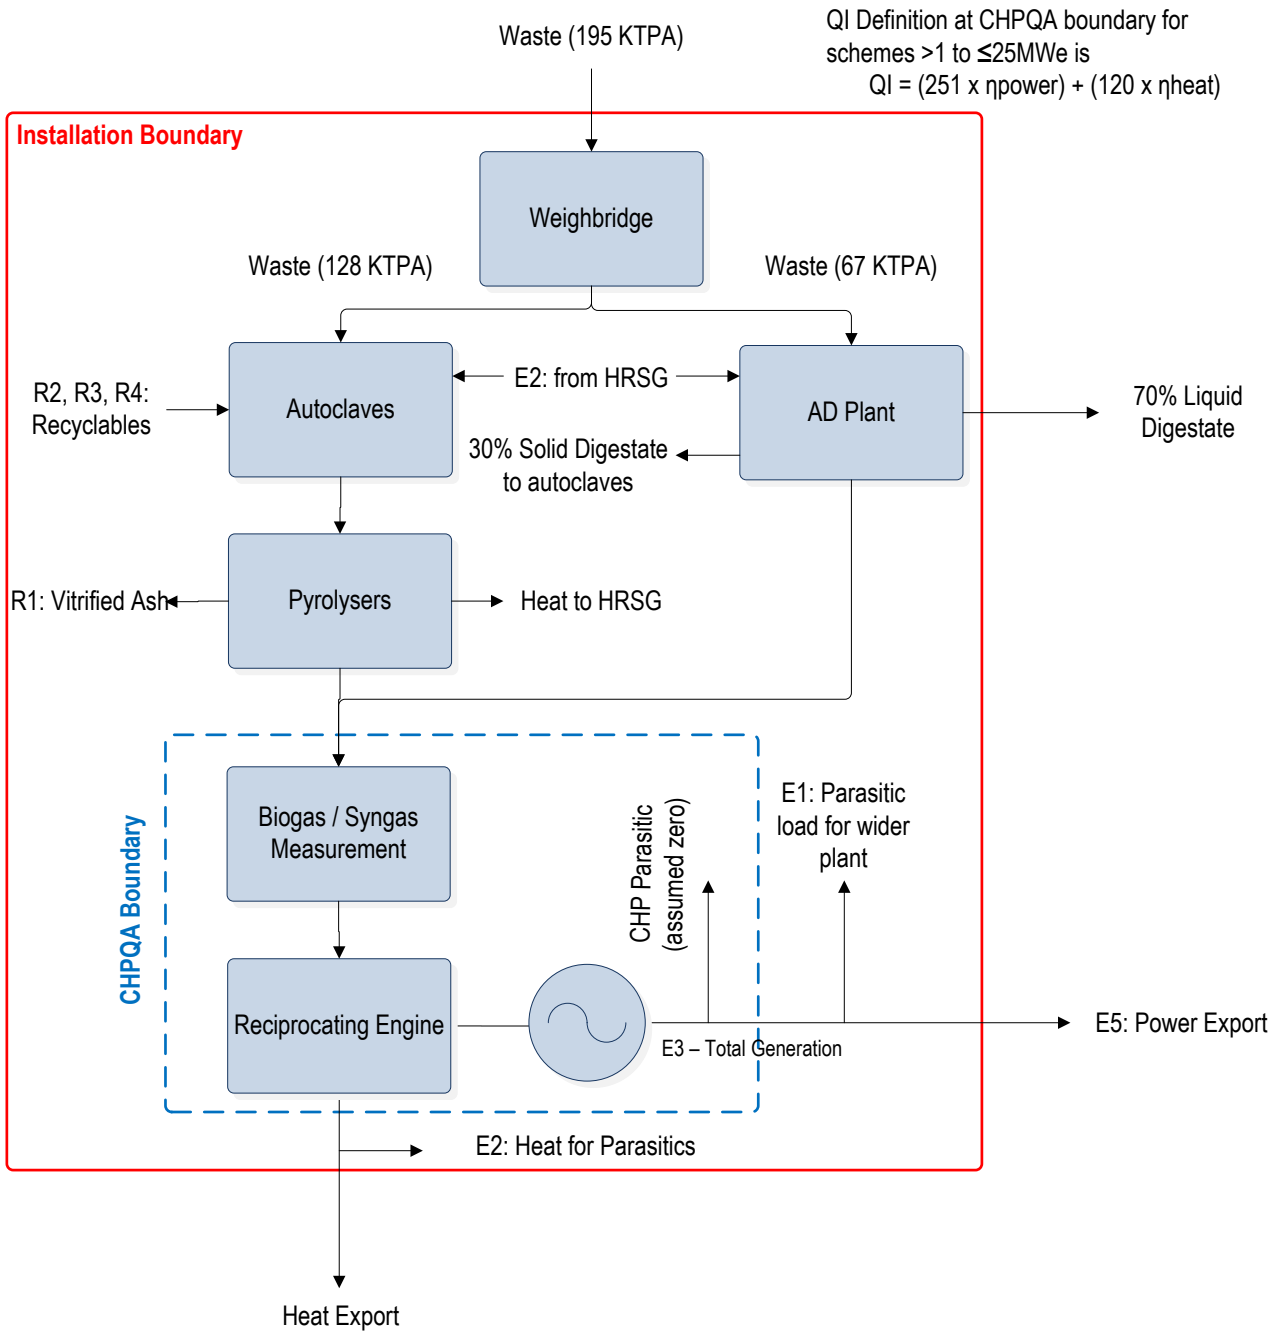 Waste (195 KTPA)
QI Definition at CHPQA boundary for
schemes >1 to ≤25MWe is
QI = (251 x ηpower) + (120 x ηheat)
Installation Boundary
Weighbridge
Waste (128 KTPA)
Waste (67 KTPA)
R2, R3, R4:
Recyclables
Autoclaves
E2: from HRSG
AD Plant
70% Liquid
Digestate
30% Solid Digestate
to autoclaves
R1: Vitrified Ash
Pyrolysers
Heat to HRSG
CHPQA Boundary
Biogas / Syngas
Measurement
CHP Parasitic
(assumed zero)
E1: Parasitic
load for wider
plant
Reciprocating Engine
E3 – Total Generation
E5: Power Export
E2: Heat for Parasitics
Heat Export